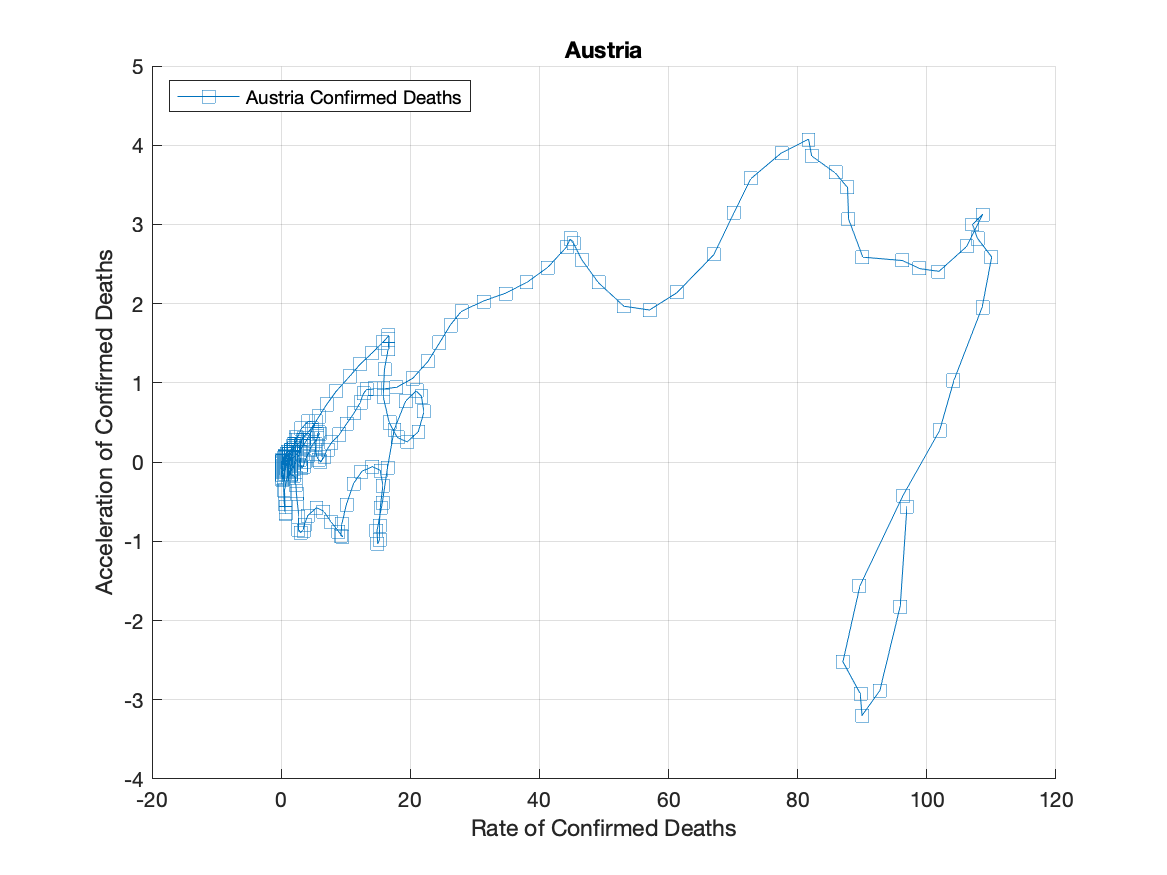 Austria
Austria Confirmed Deaths
5
4
3
2
1
0
-1
-2
-3
-4
Acceleration of Confirmed Deaths
-20 0 20 40 60 80 100 120
Rate of Confirmed Deaths